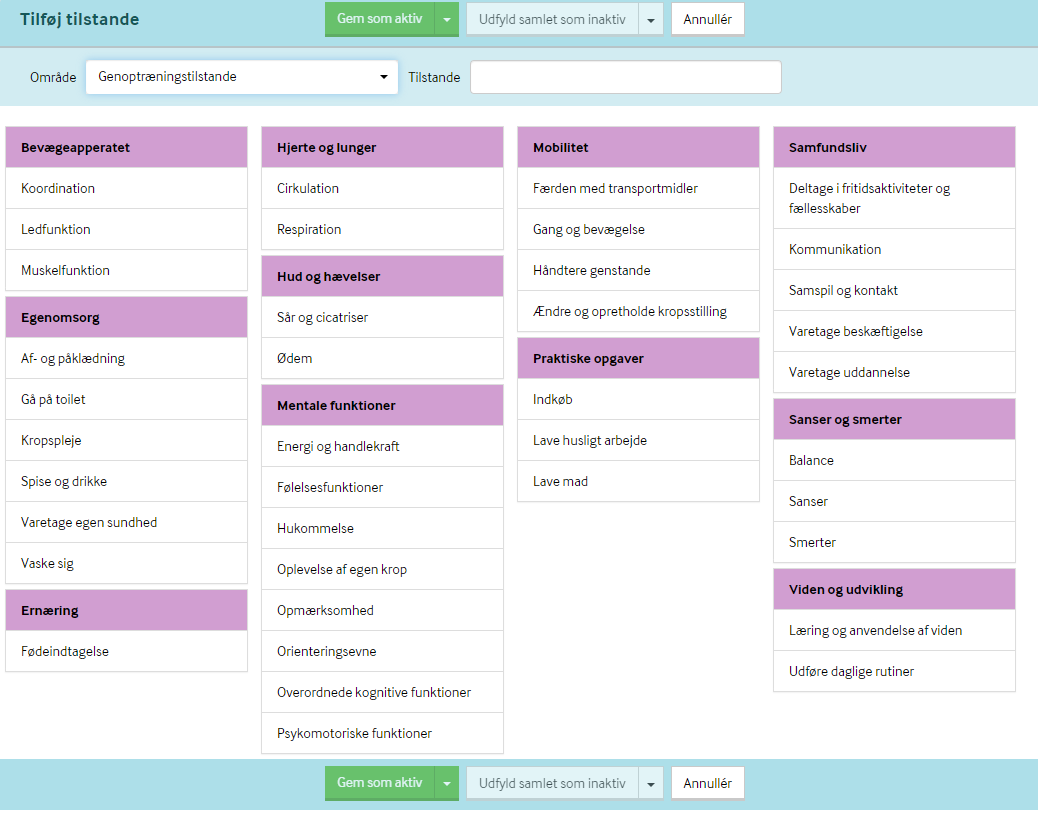 Tilføj tilstande
Gem som aktiv
Udfyld samlet som inaktiv
Annullér
Område
Genoptræningstilstande
Tilstande
Bevægeapperatet
Koordination
Ledfunktion
Muskelfunktion
Egenomsorg
Af- og påklædning
Gå på toilet
Kropspleje
Spise og drikke
Varetage egen sundhed
Vaske sig
Ernæring
Fødeindtagelse
Hjerte og lunger
Cirkulation
Respiration
Hud og hævelser
Sår og cicatriser
Ødem
Mentale funktioner
Energi og handlekraft
Følelsesfunktioner
Hukommelse
Oplevelse af egen krop
Opmærksomhed
Orienteringsevne
Overordnede kognitive funktioner
Psykomotoriske funktioner
Mobilitet
Færden med transportmidler
Gang og bevægelse
Håndtere genstande
Ændre og opretholde kropsstilling
Praktiske opgaver
Indkøb
Lave husligt arbejde
Lave mad
Samfundsliv
Deltage i fritidsaktiviteter og
fællesskaber
Kommunikation
Samspil og kontakt
Varetage beskæftigelse
Varetage uddannelse
Sanser og smerter
Balance
Sanser
Smerter
Viden og udvikling
Læring og anvendelse af viden
Udføre daglige rutiner
Gem som aktiv
Udfyld samlet som inaktiv
Annullér